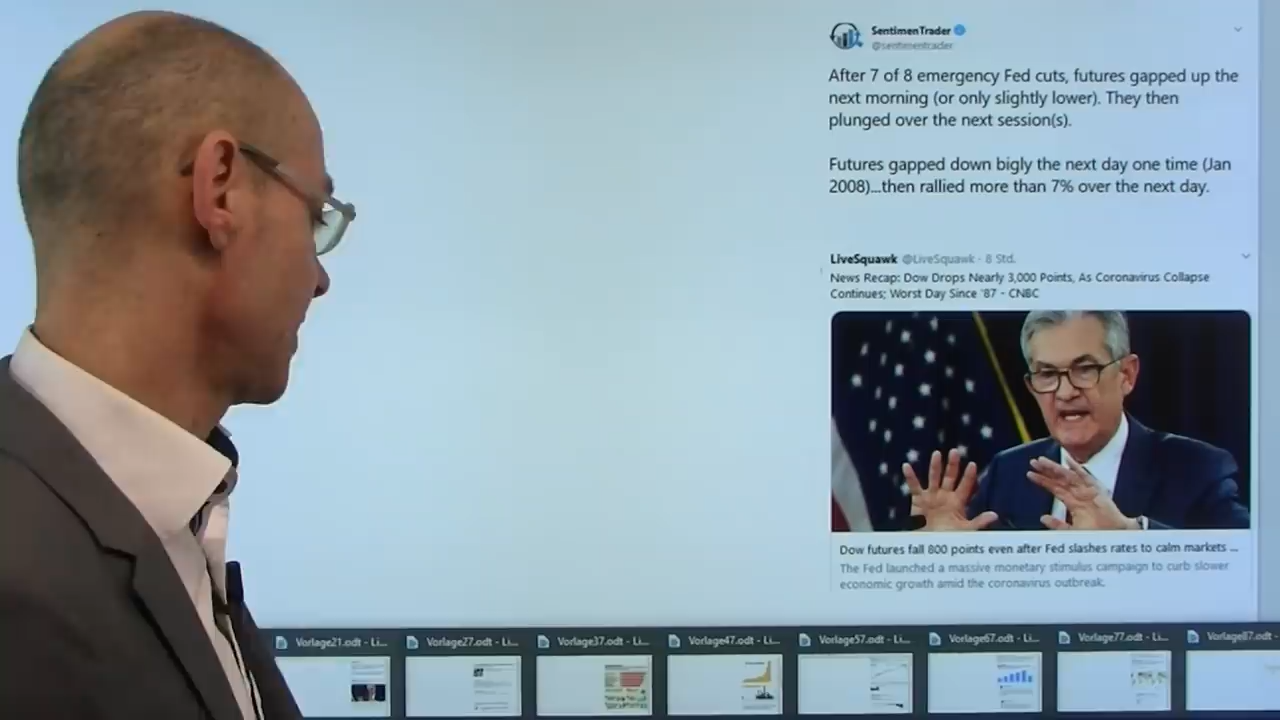 SentimenTrader
@sentimentrader
After 7 of 8 emergency Fed cuts, futures gapped up the
next morning (or only slightly lower). They then
plunged over the next session(s).
Futures gapped down bigly the next day one time (Jan
2008)...then rallied more than 7% over the next day.
LiveSquawk @LiveSquawk · 8 Std.
News Recap: Dow Drops Nearly 3,000 Points, As Coronavirus Collapse
Continues; Worst Day Since '87 - CNBC
Dow futures fall 800 points even after Fed slashes rates to calm markets ...
The Fed launched a massive monetary stimulus campaign to curb slower
economic growth amid the coronavirus outbreak.
Vorlage21.odt - Li... Vorlage27.odt - Li... Vorlage37.odt - Li... Vorlage47.odt - Li... Vorlage57.odt - Li... Vorlage67.odt - Li... Vorlage77.odt - Li... Vorlage87.odt -